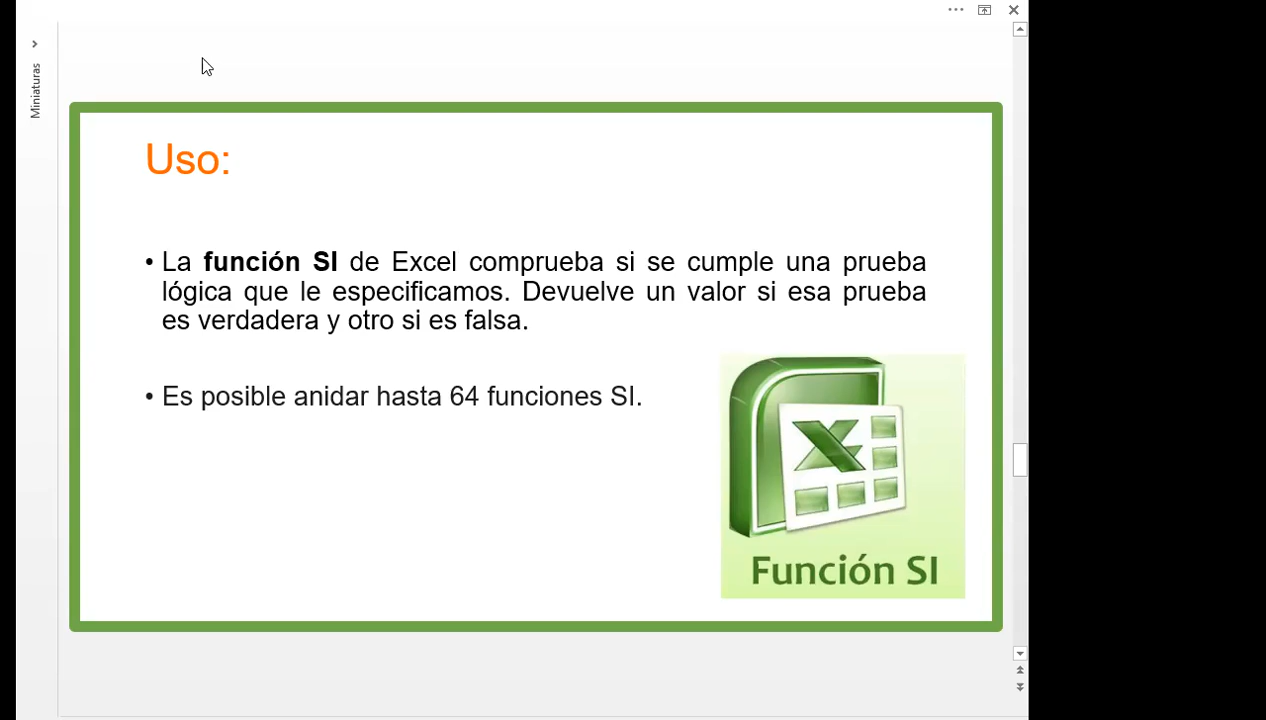 Miniaturas
Uso:
• La función SI de Excel comprueba si se cumple una prueba
lógica que le especificamos. Devuelve un valor si esa prueba
es verdadera y otro si es falsa.
• Es posible anidar hasta 64 funciones SI.
Función SI